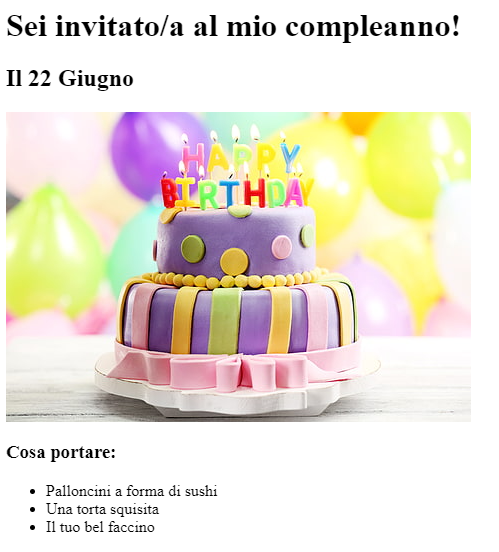 Sei invitato/a al mio compleanno!
Il 22 Giugno
HAPPY
BIRTHDAY
Cosa portare:
Palloncini a forma di sushi
Una torta squisita
Il tuo bel faccino